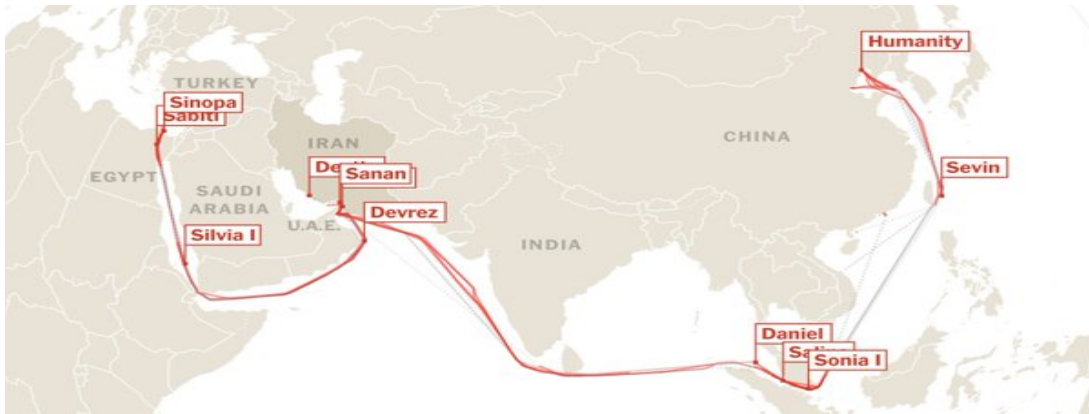 Humanity
TURKEY
Sinopa
Sabiti
CHINA
IRAN
Sanan
Sevin
EGYPT
SAUDI
ARABIA
Devrez
U.A.E.
Silvia I
INDIA
Daniel
Sonia I